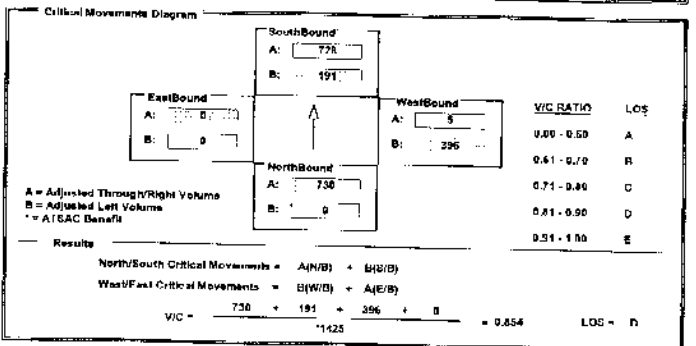 Critical Movements Diagram
SouthBound
A: 728
B: 191
EastBound
A: 0
B: 0
WestBound
A: 5
B: 396
NorthBound
A: 730
B: 0
V/C RATIO LOS
0.00 - 0.60 A
0.61 - 0.70 B
0.71 - 0.80 C
0.81 - 0.90 D
0.91 - 1.00 E
A = Adjusted Through/Right Volume
B = Adjusted Left Volume
* = ATSAC Benefit
Results
North/South Critical Movements = A(N/B) + B(S/B)
West/East Critical Movements = B(W/B) + A(E/B)
V/C = 730 + 191 + 396 + 0 = 0.854 LOS = D
*1425